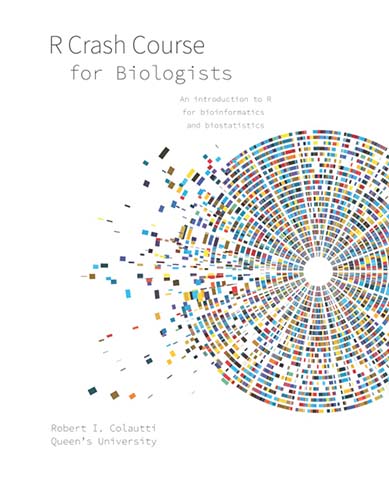 R Crash Course
for Biologists
An introduction to R
for bioinformatics
and biostatistics
Robert I. Colautti
Queen's University